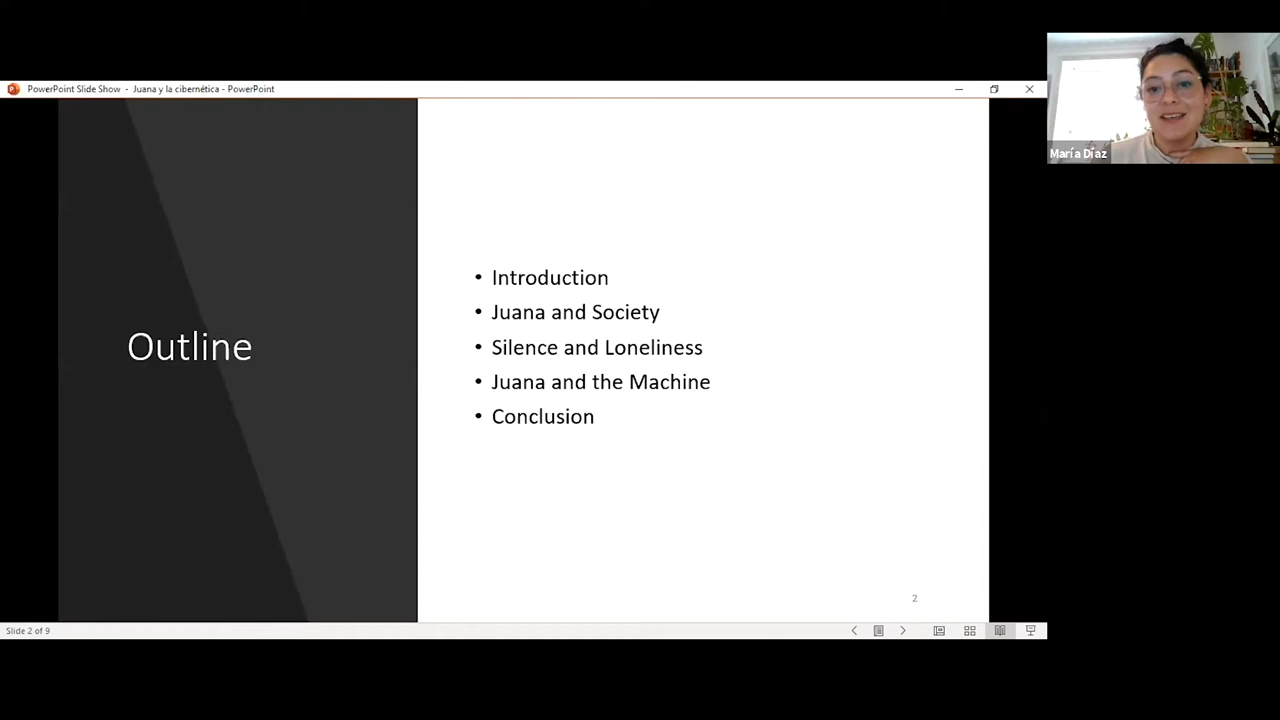 PowerPoint Slide Show - Juana y la cibernética - PowerPoint
María Díaz
Outline
• Introduction
• Juana and Society
• Silence and Loneliness
• Juana and the Machine
• Conclusion
2
Slide 2 of 9